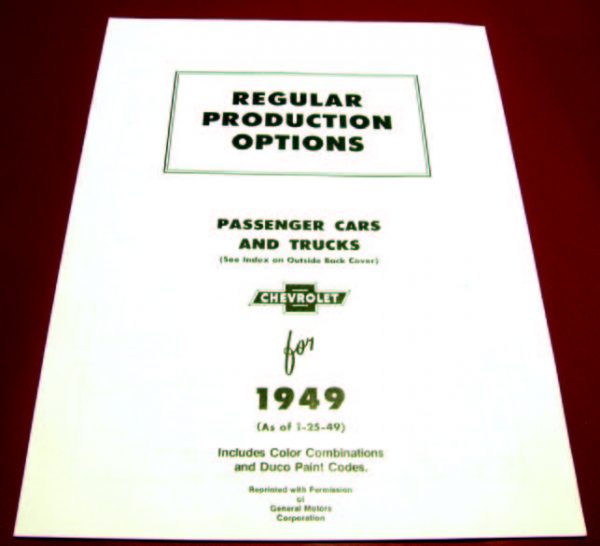 REGULAR
PRODUCTION
OPTIONS
PASSENGER CARS
AND TRUCKS
(See Index on Outside Back Cover)
CHEVROLET
for
1949
(As of 1-25-49)
Includes Color Combinations
and Duco Paint Codes.
Reprinted with Permission
of
General Motors
Corporation